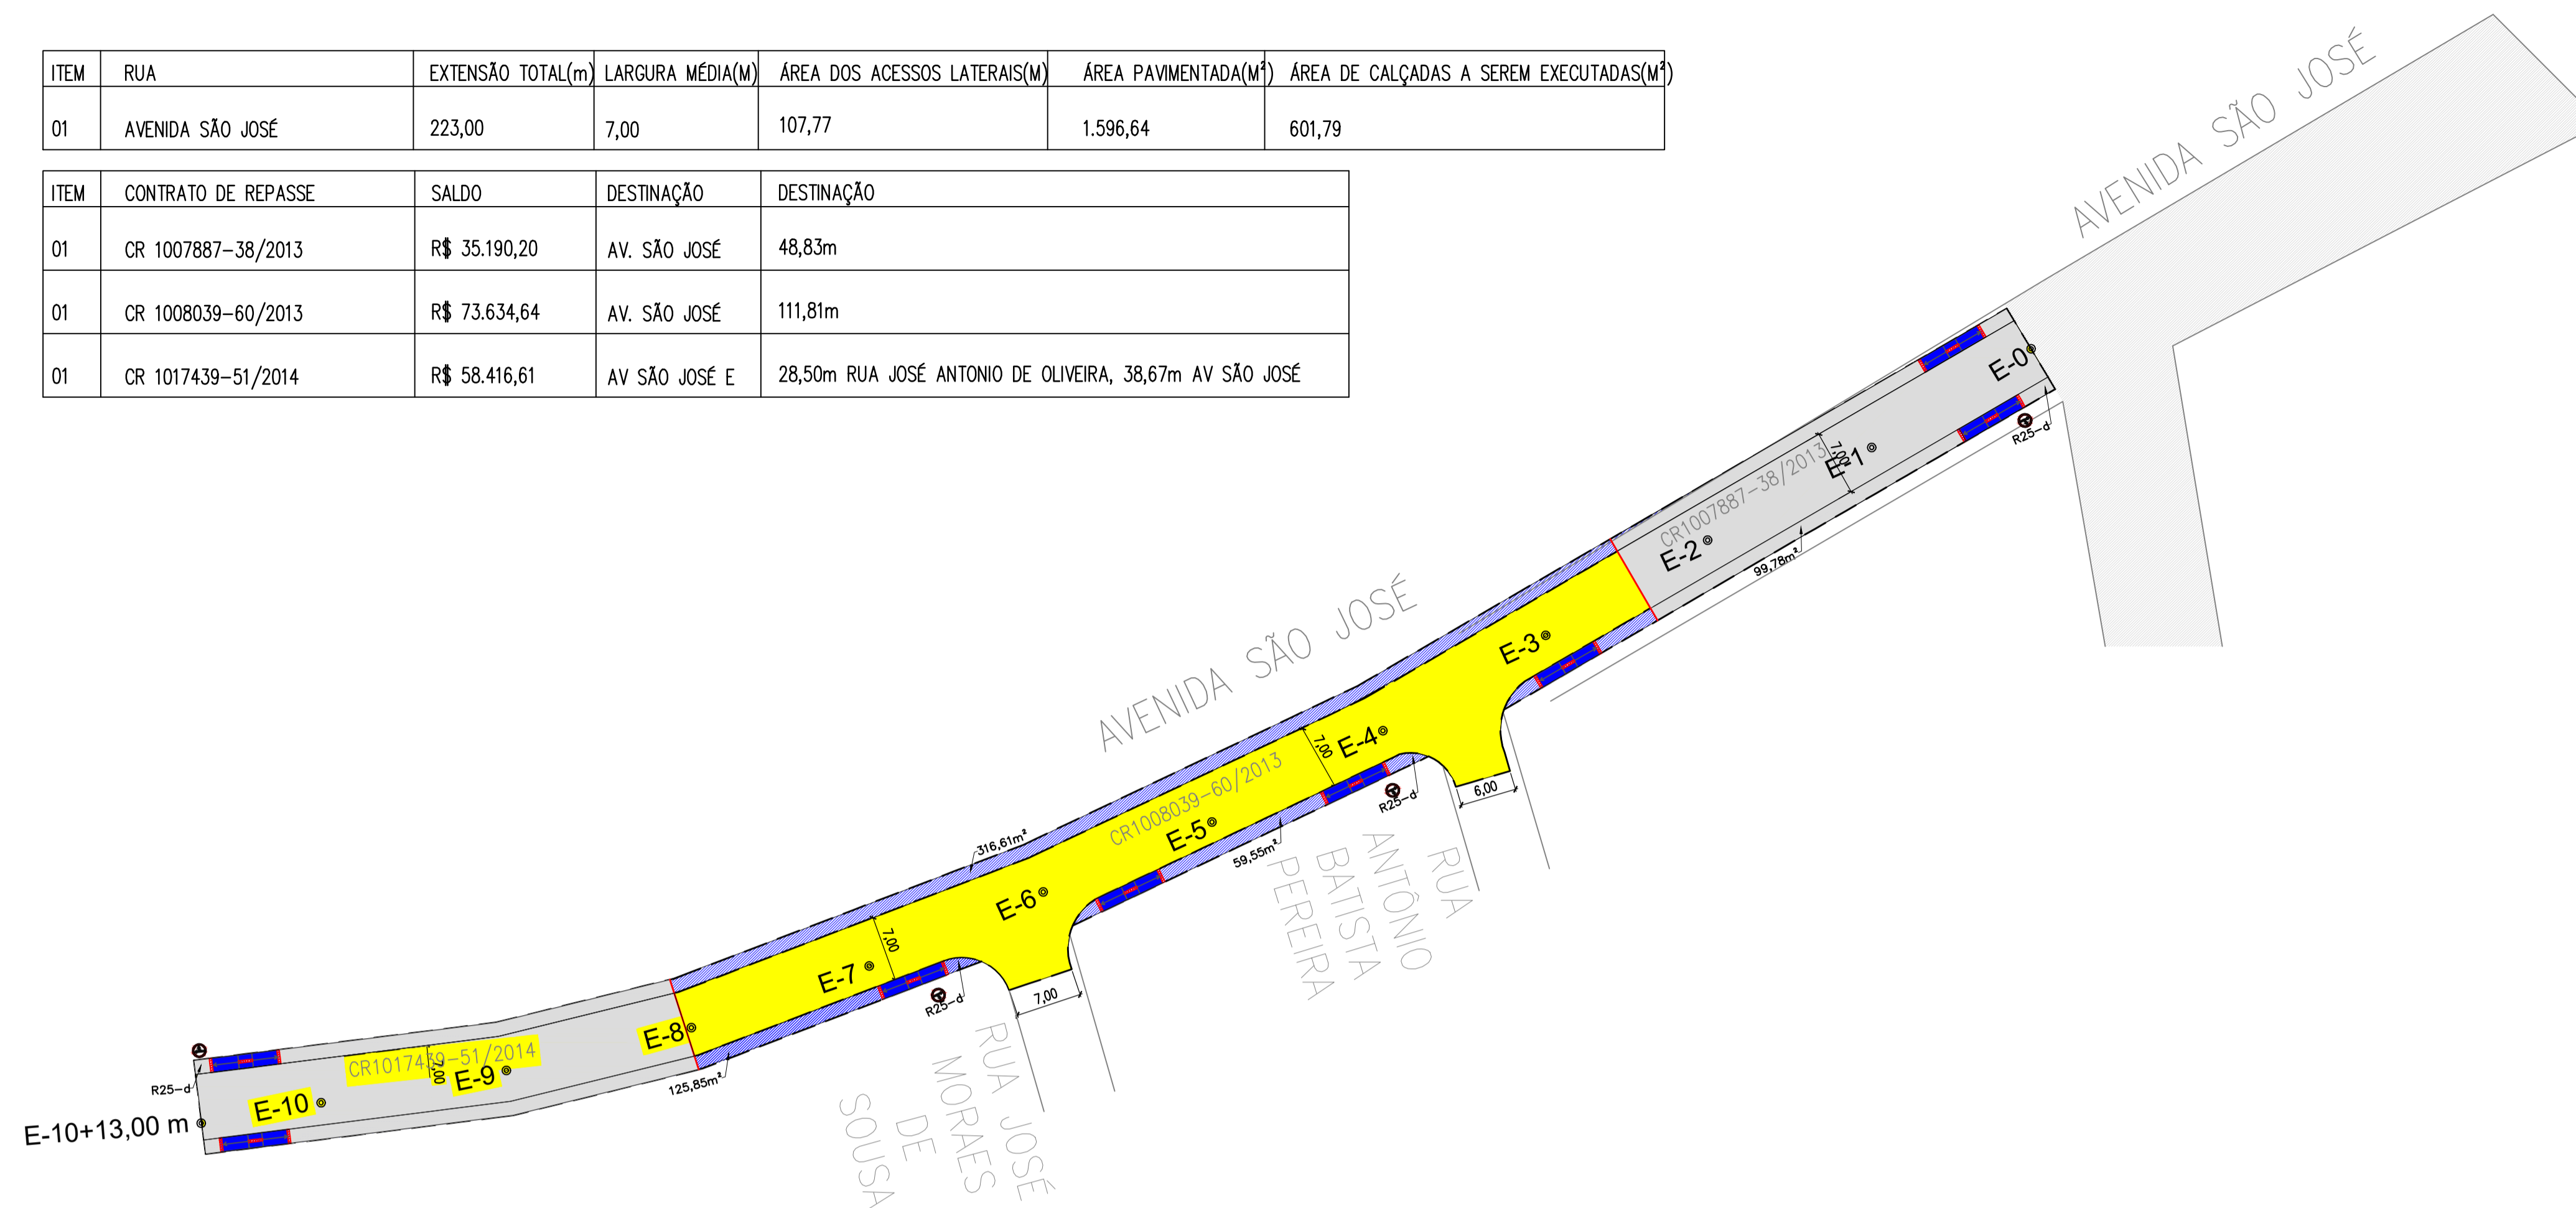 ITEM RUA EXTENSÃO TOTAL(m) LARGURA MÉDIA(M) ÁREA DOS ACESSOS LATERAIS(M) ÁREA PAVIMENTADA(M²) ÁREA DE CALÇADAS A SEREM EXECUTADAS(M²)
01 AVENIDA SÃO JOSÉ 223,00 7,00 107,77 1.596,64 601,79
ITEM CONTRATO DE REPASSE SALDO DESTINAÇÃO DESTINAÇÃO
01 CR 1007887-38/2013 R$ 35.190,20 AV. SÃO JOSÉ 48,83m
01 CR 1008039-60/2013 R$ 73.634,64 AV. SÃO JOSÉ 111,81m
01 CR 1017439-51/2014 R$ 58.416,61 AV SÃO JOSÉ E 28,50m RUA JOSÉ ANTONIO DE OLIVEIRA, 38,67m AV SÃO JOSÉ
AVENIDA SÃO JOSÉ
E-0
R25-d
7,00
E-1
CR1007887-38/2013
E-2
99,78m²
AVENIDA SÃO JOSÉ
E-3
E-4
7,00
R25-d
6,00
CR1008039-60/2013
E-5
59,55m²
RUA
ANTÔNIO
BATISTA
PEREIRA
316,61m²
E-6
7,00
E-7
R25-d
7,00
RUA JOSÉ
MORAES
DE
SOUSA
E-8
125,85m²
CR1017439-51/2014
7,00
E-9
E-10
R25-d
E-10+13,00 m